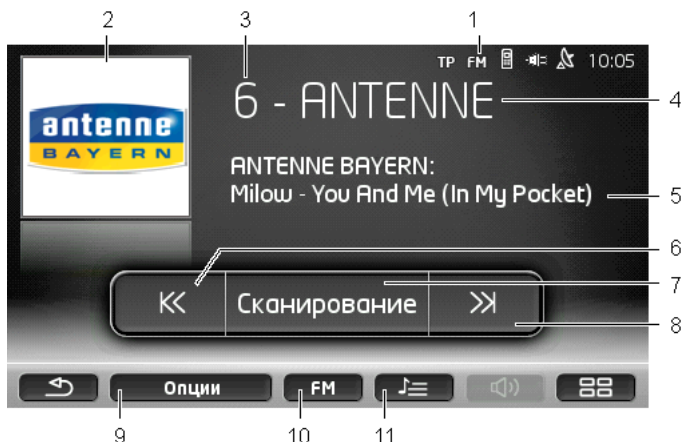 2 3 1
TP FM 10:05
6 - ANTENNE 4
antenne
BAYERN
ANTENNE BAYERN:
Milow - You And Me (In My Pocket) 5
6
7
Сканирование
8
Опции FM
9 10 11